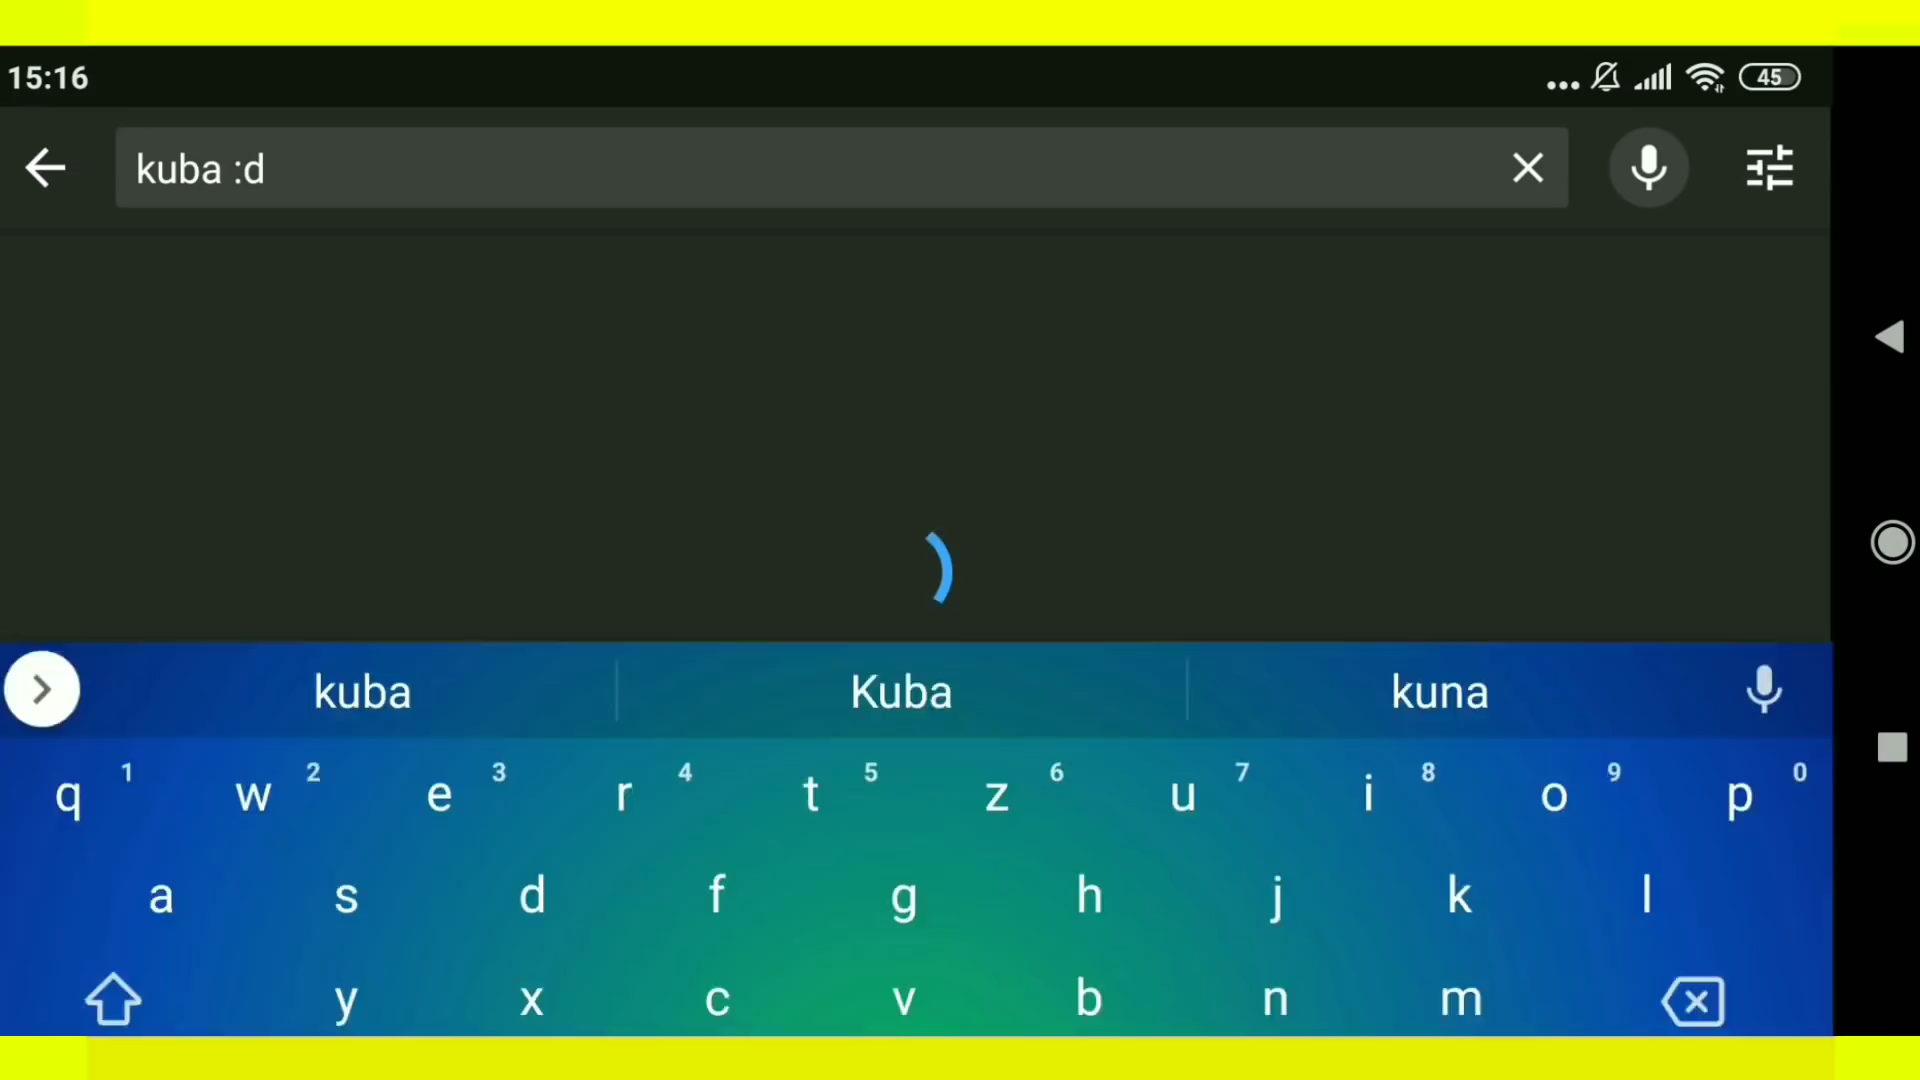 15:16 45
kuba :d
kuba Kuba kuna
q 1 w 2 e 3 r 4 t 5 z 6 u 7 i 8 o 9 p 0
a s d f g h j k l
y x c v b n m